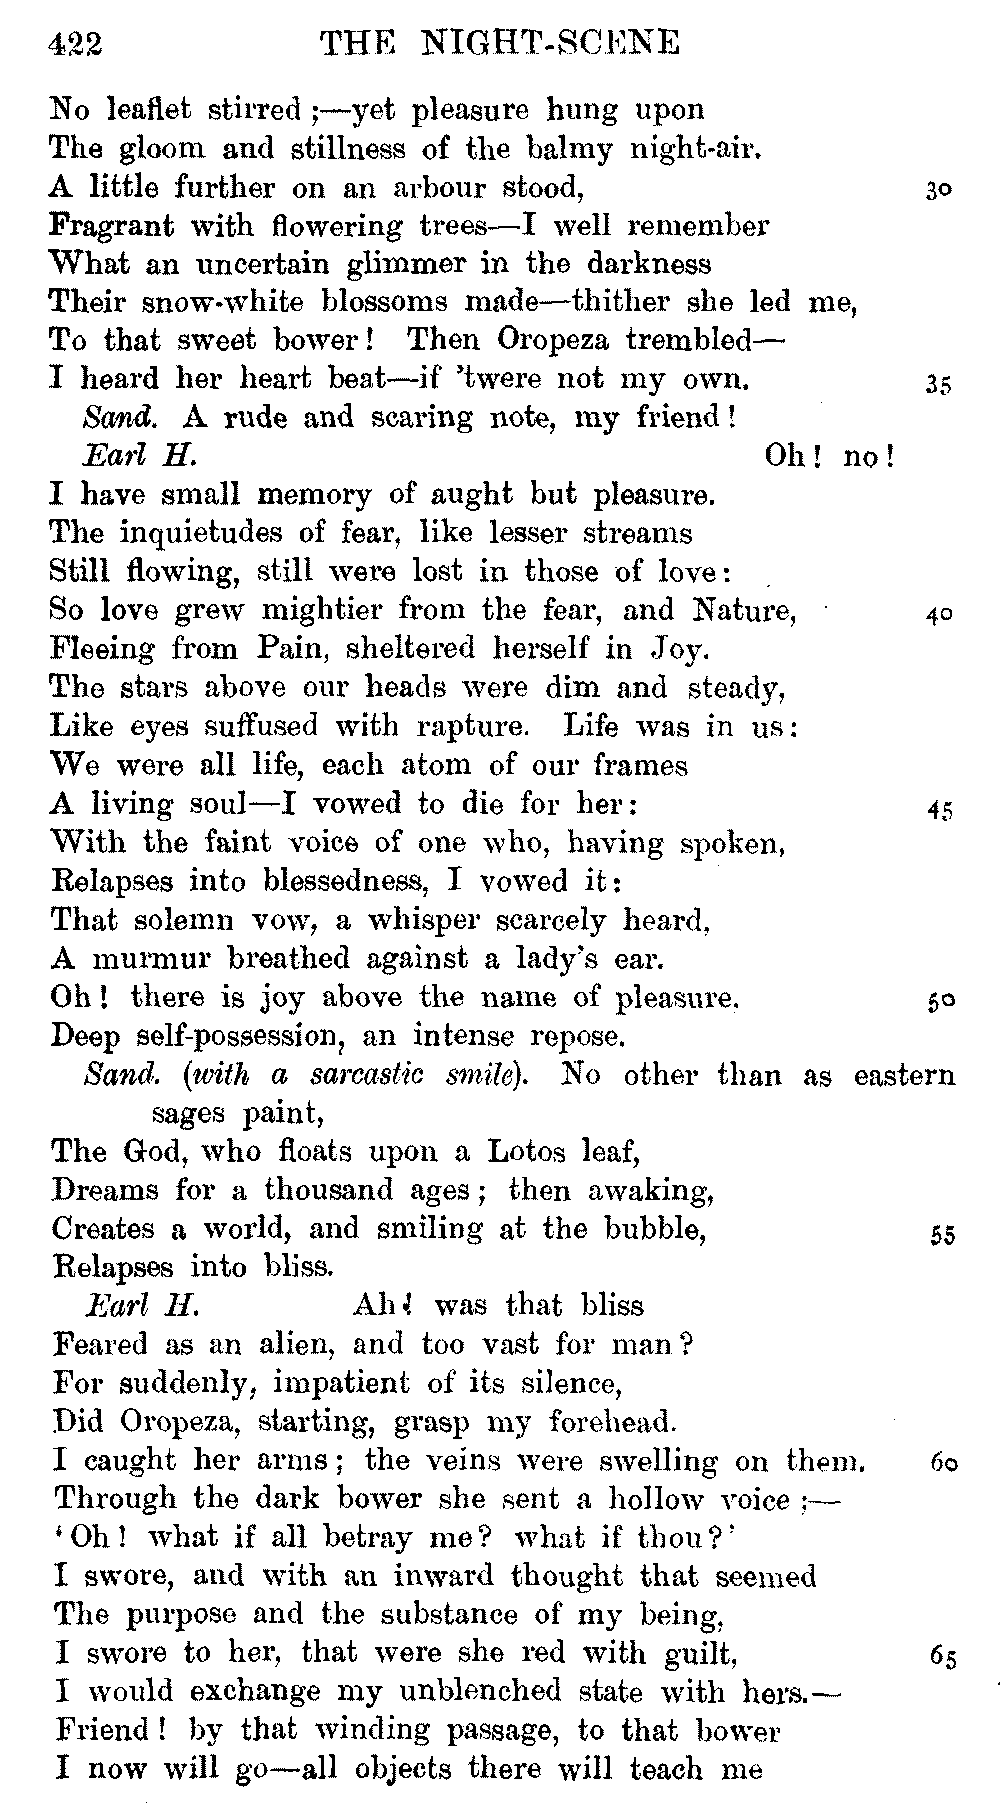 422 THE NIGHT-SCENE
No leaflet stirred ;—yet pleasure hung upon
The gloom and stillness of the balmy night-air.
A little further on an arbour stood, 30
Fragrant with flowering trees—I well remember
What an uncertain glimmer in the darkness
Their snow-white blossoms made—thither she led me,
To that sweet bower! Then Oropeza trembled—
I heard her heart beat—if 'twere not my own. 35
Sand. A rude and scaring note, my friend!
Earl H. Oh! no!
I have small memory of aught but pleasure.
The inquietudes of fear, like lesser streams
Still flowing, still were lost in those of love:
So love grew mightier from the fear, and Nature, 40
Fleeing from Pain, sheltered herself in Joy.
The stars above our heads were dim and steady,
Like eyes suffused with rapture. Life was in us:
We were all life, each atom of our frames
A living soul—I vowed to die for her: 45
With the faint voice of one who, having spoken,
Relapses into blessedness, I vowed it:
That solemn vow, a whisper scarcely heard,
A murmur breathed against a lady's ear.
Oh! there is joy above the name of pleasure. 50
Deep self-possession, an intense repose.
Sand. (with a sarcastic smile). No other than as eastern
sages paint,
The God, who floats upon a Lotos leaf,
Dreams for a thousand ages; then awaking,
Creates a world, and smiling at the bubble, 55
Relapses into bliss.
Earl H. Ah! was that bliss
Feared as an alien, and too vast for man?
For suddenly, impatient of its silence,
Did Oropeza, starting, grasp my forehead.
I caught her arms; the veins were swelling on them. 60
Through the dark bower she sent a hollow voice ;—
'Oh! what if all betray me? what if thou?'
I swore, and with an inward thought that seemed
The purpose and the substance of my being,
I swore to her, that were she red with guilt, 65
I would exchange my unblenched state with hers.—
Friend! by that winding passage, to that bower
I now will go—all objects there will teach me